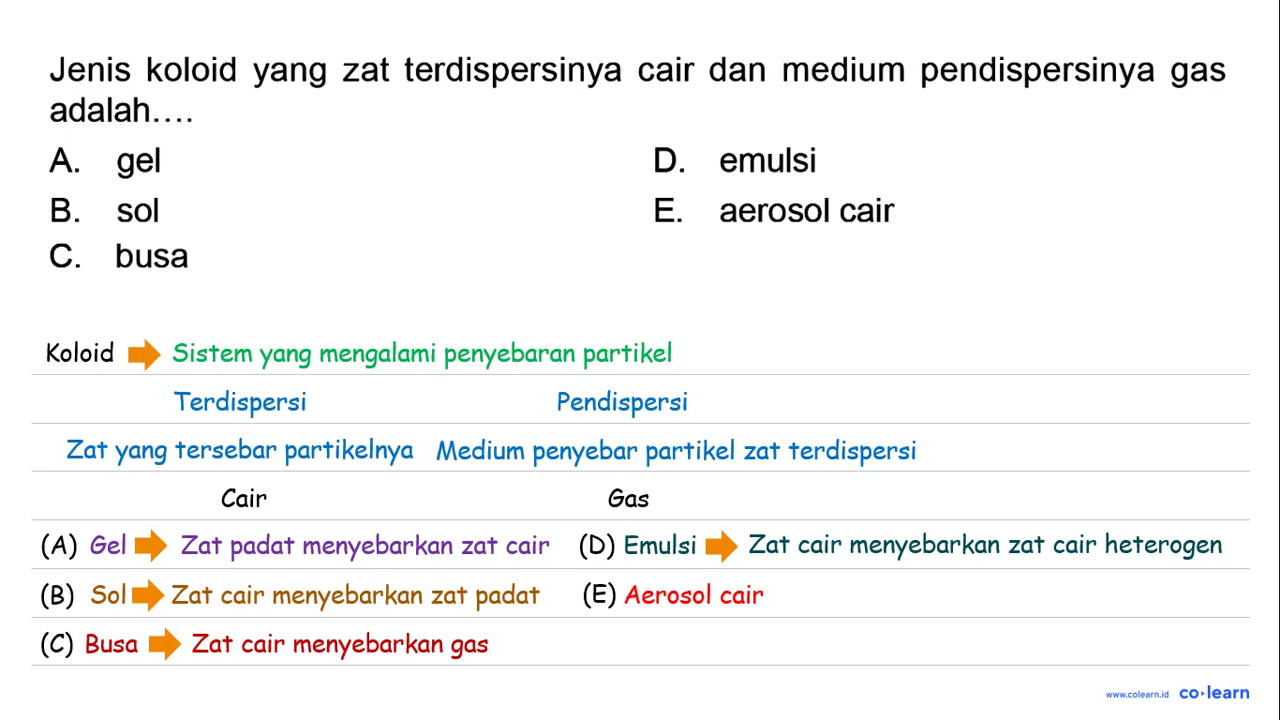 Jenis koloid yang zat terdispersinya cair dan medium pendispersinya gas
adalah....
A. gel
D. emulsi
B. sol
E. aerosol cair
C. busa
Koloid Sistem yang mengalami penyebaran partikel
Terdispersi Pendispersi
Zat yang tersebar partikelnya Medium penyebar partikel zat terdispersi
Cair Gas
(A) Gel Zat padat menyebarkan zat cair (D) Emulsi Zat cair menyebarkan zat cair heterogen
(B) Sol Zat cair menyebarkan zat padat (E) Aerosol cair
(C) Busa Zat cair menyebarkan gas
www.colearn.id co learn